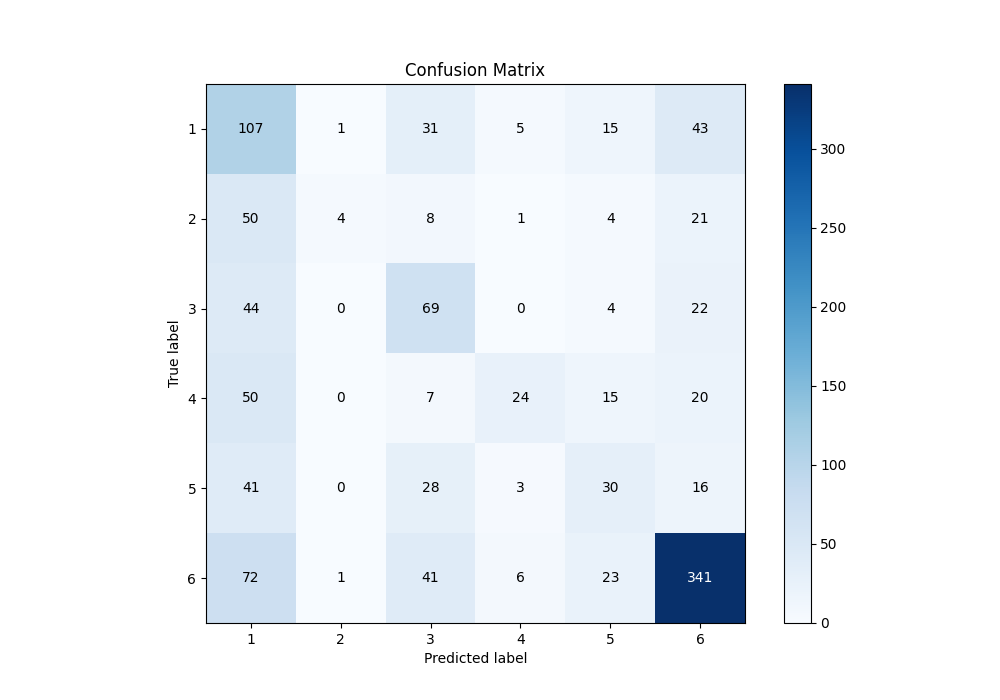 Confusion Matrix
1 107 1 31 5 15 43
2 50 4 8 1 4 21
3 44 0 69 0 4 22
4 50 0 7 24 15 20
5 41 0 28 3 30 16
6 72 1 41 6 23 341
1 2 3 4 5 6
Predicted label
True label
300
250
200
150
100
50
0